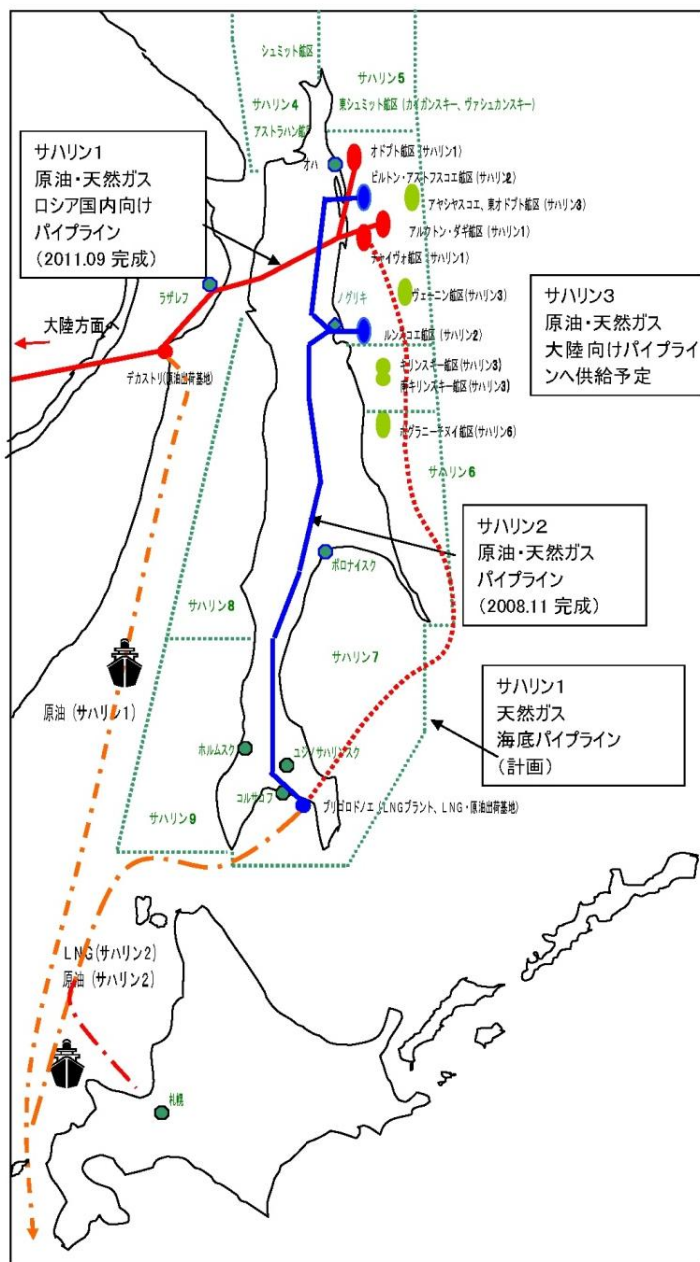 シュミット鉱区
サハリン5
サハリン4
東シュミット鉱区(カイガンスキー、ヴァシュカンスキー)
アストラハン鉱区
サハリン1
原油・天然ガス
ロシア国内向け
パイプライン
(2011.09 完成)
オドプト鉱区(サハリン1)
オハ
ピルトン・アストフスコエ鉱区(サハリン2)
アヤシャスコエ、東オドプト鉱区(サハリン3)
アルクトン・ダギ鉱区(サハリン1)
チャイヴォ鉱区(サハリン1)
ラザレフ
ヴェーニン鉱区(サハリン3)
サハリン3
原油・天然ガス
大陸向けパイプライ
ンへ供給予定
大陸方面へ
ノグリキ
ルンスコエ鉱区(サハリン2)
デカストリ(原油出荷基地)
キリンスキー鉱区(サハリン3)
南キリンスキー鉱区(サハリン3)
ポグラニーチヌイ鉱区(サハリン6)
サハリン6
サハリン2
原油・天然ガス
パイプライン
(2008.11 完成)
ポロナイスク
サハリン8
サハリン7
サハリン1
天然ガス
海底パイプライン
(計画)
原油(サハリン1)
ホルムスク
ユジノサハリンスク
コルサコフ
プリゴロドノエ(LNGプラント、LNG・原油出荷基地)
サハリン9
LNG(サハリン2)
原油(サハリン2)
札幌